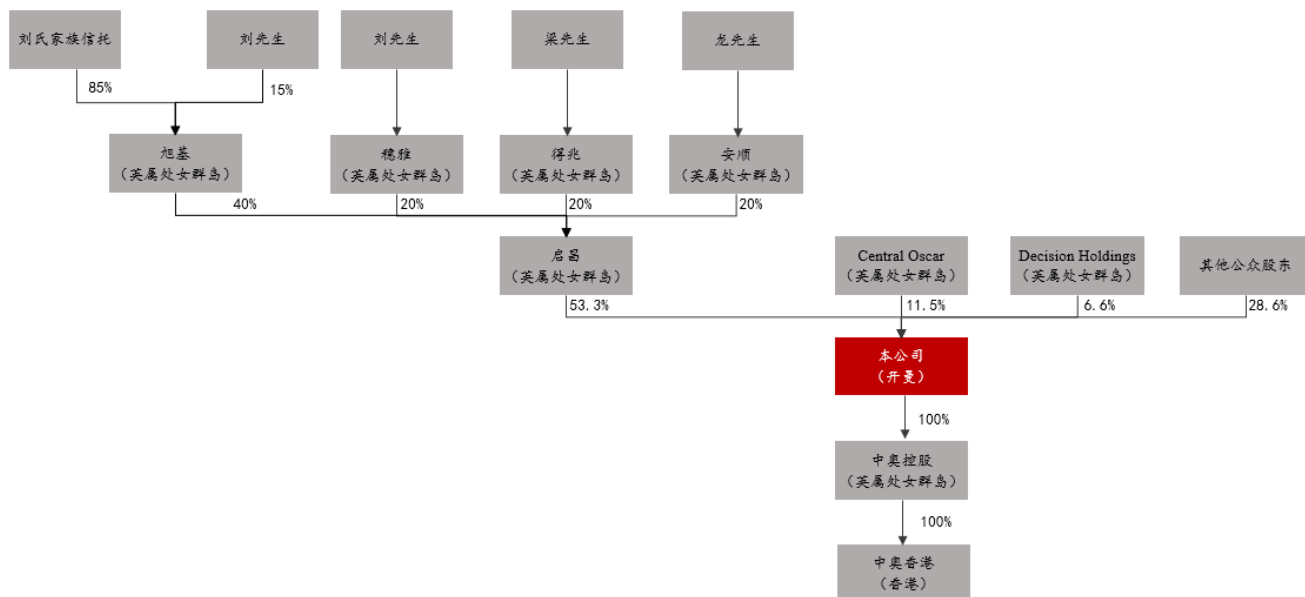 刘氏家族信托
刘先生
刘先生
梁先生
龙先生
85%
15%
旭基
（英属处女群岛）
穗雅
（英属处女群岛）
得兆
（英属处女群岛）
安顺
（英属处女群岛）
40%
20%
20%
20%
启昌
（英属处女群岛）
Central Oscar
（英属处女群岛）
Decision Holdings
（英属处女群岛）
其他公众股东
53.3%
11.5%
6.6%
28.6%
本公司
（开曼）
100%
中奥控股
（英属处女群岛）
100%
中奥香港
（香港）